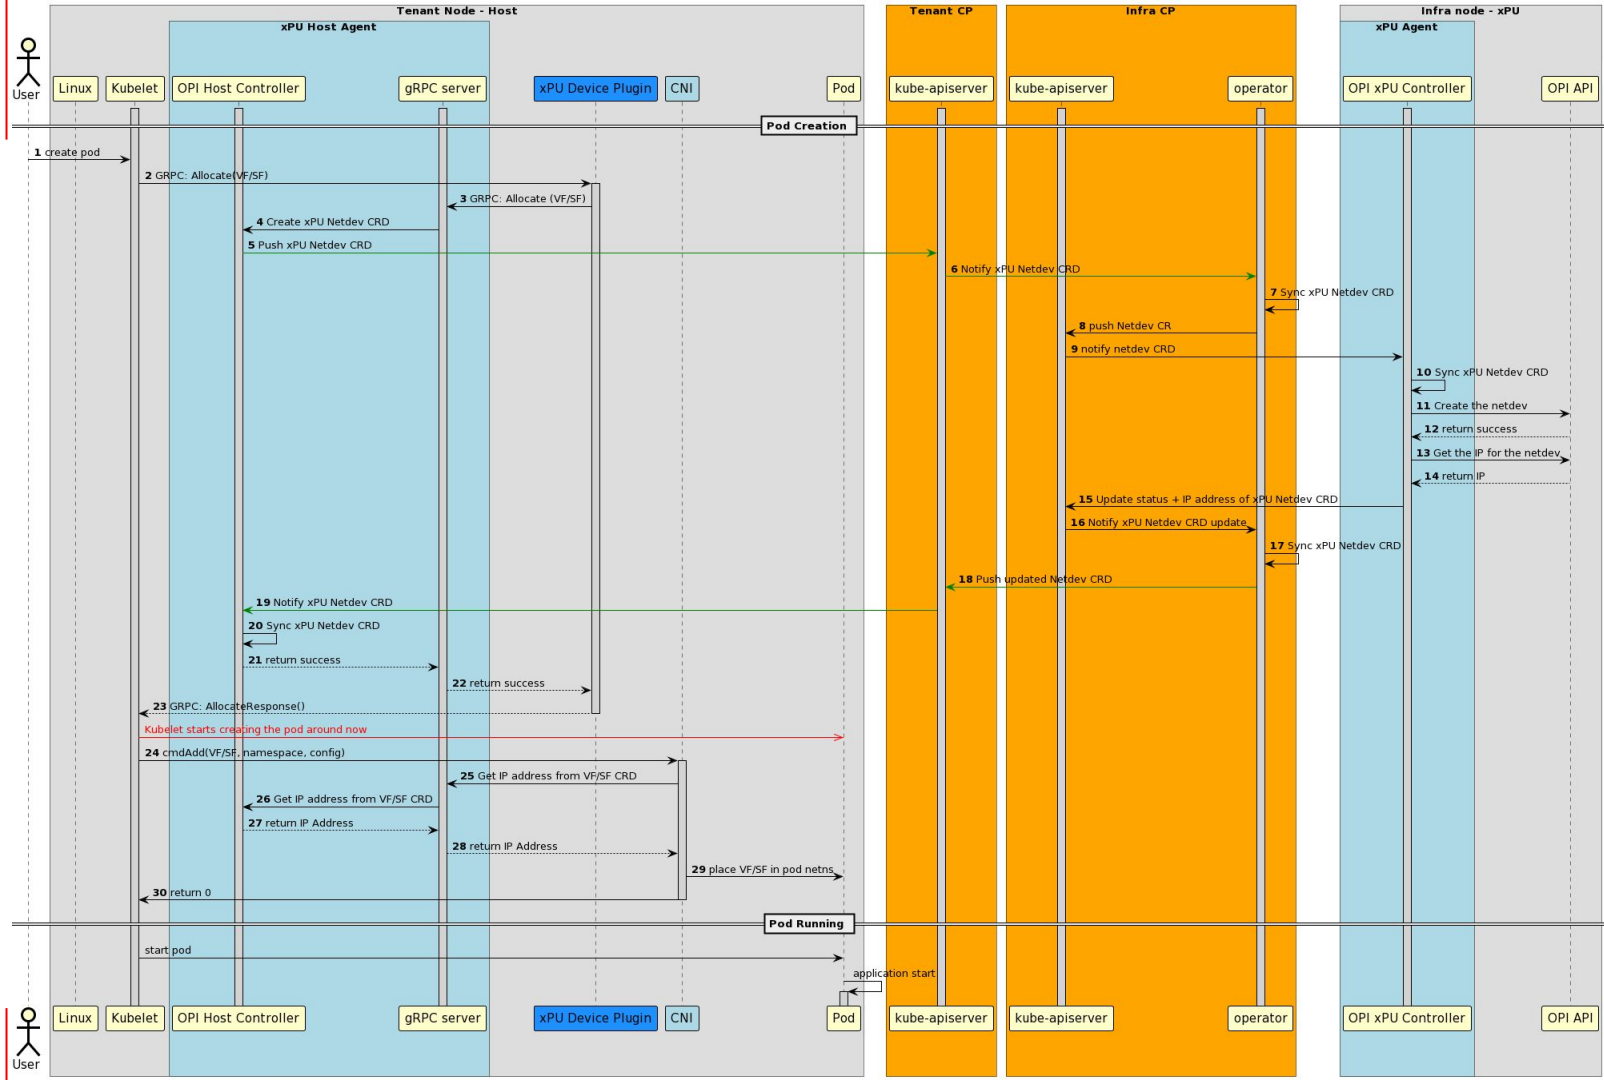 Tenant Node - Host
Tenant CP
Infra CP
Infra node - xPU
xPU Host Agent
xPU Agent
User
Linux
Kubelet
OPI Host Controller
gRPC server
xPU Device Plugin
CNI
Pod
kube-apiserver
kube-apiserver
operator
OPI xPU Controller
OPI API
Pod Creation
1 create pod
2 GRPC: Allocate(VF/SF)
3 GRPC: Allocate (VF/SF)
4 Create xPU Netdev CRD
5 Push xPU Netdev CRD
6 Notify xPU Netdev CRD
7 Sync xPU Netdev CRD
8 push Netdev CR
9 notify netdev CRD
10 Sync xPU Netdev CRD
11 Create the netdev
12 return success
13 Get the IP for the netdev
14 return IP
15 Update status + IP address of xPU Netdev CRD
16 Notify xPU Netdev CRD update
17 Sync xPU Netdev CRD
18 Push updated Netdev CRD
19 Notify xPU Netdev CRD
20 Sync xPU Netdev CRD
21 return success
22 return success
23 GRPC: AllocateResponse()
Kubelet starts creating the pod around now
24 cmdAdd(VF/SF, namespace, config)
25 Get IP address from VF/SF CRD
26 Get IP address from VF/SF CRD
27 return IP Address
28 return IP Address
29 place VF/SF in pod netns
30 return 0
Pod Running
start pod
application start
User
Linux
Kubelet
OPI Host Controller
gRPC server
xPU Device Plugin
CNI
Pod
kube-apiserver
kube-apiserver
operator
OPI xPU Controller
OPI API